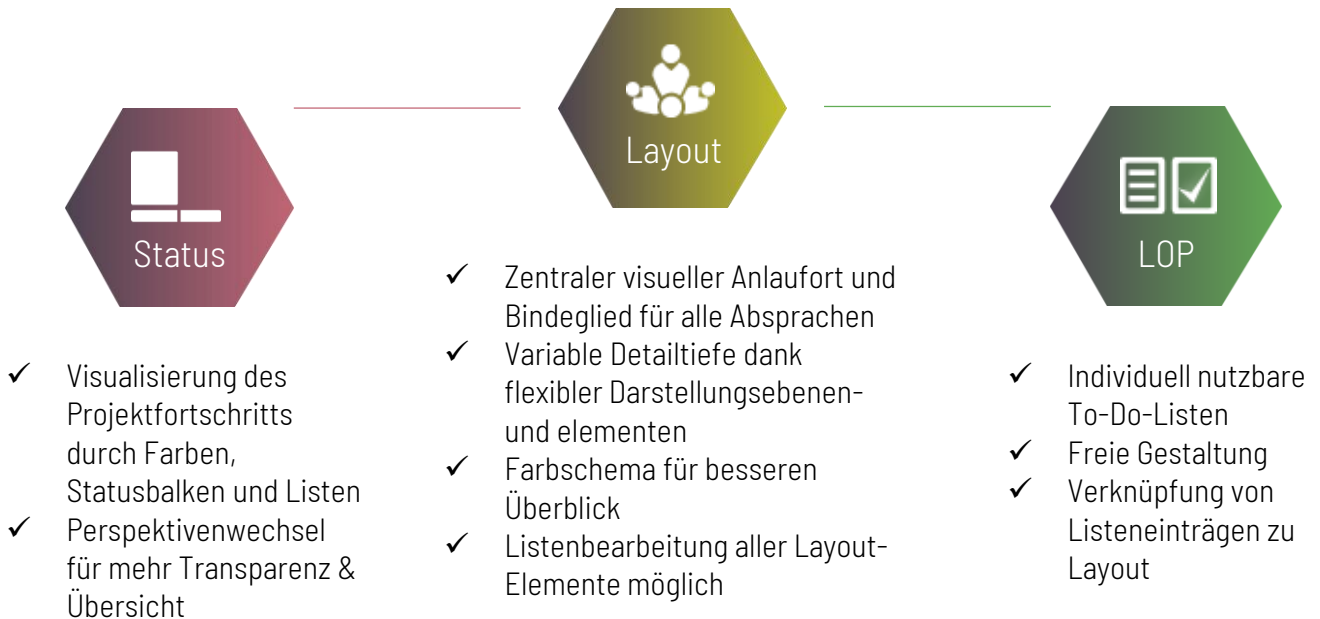 Status
✓ Visualisierung des
Projektfortschritts
durch Farben,
Statusbalken und Listen
✓ Perspektivenwechsel
für mehr Transparenz &
Übersicht
Layout
✓ Zentraler visueller Anlaufort und
Bindeglied für alle Absprachen
✓ Variable Detailtiefe dank
flexibler Darstellungsebenen-
und elementen
✓ Farbschema für besseren
Überblick
✓ Listenbearbeitung aller Layout-
Elemente möglich
LOP
✓ Individuell nutzbare
To-Do-Listen
✓ Freie Gestaltung
✓ Verknüpfung von
Listeneinträgen zu
Layout